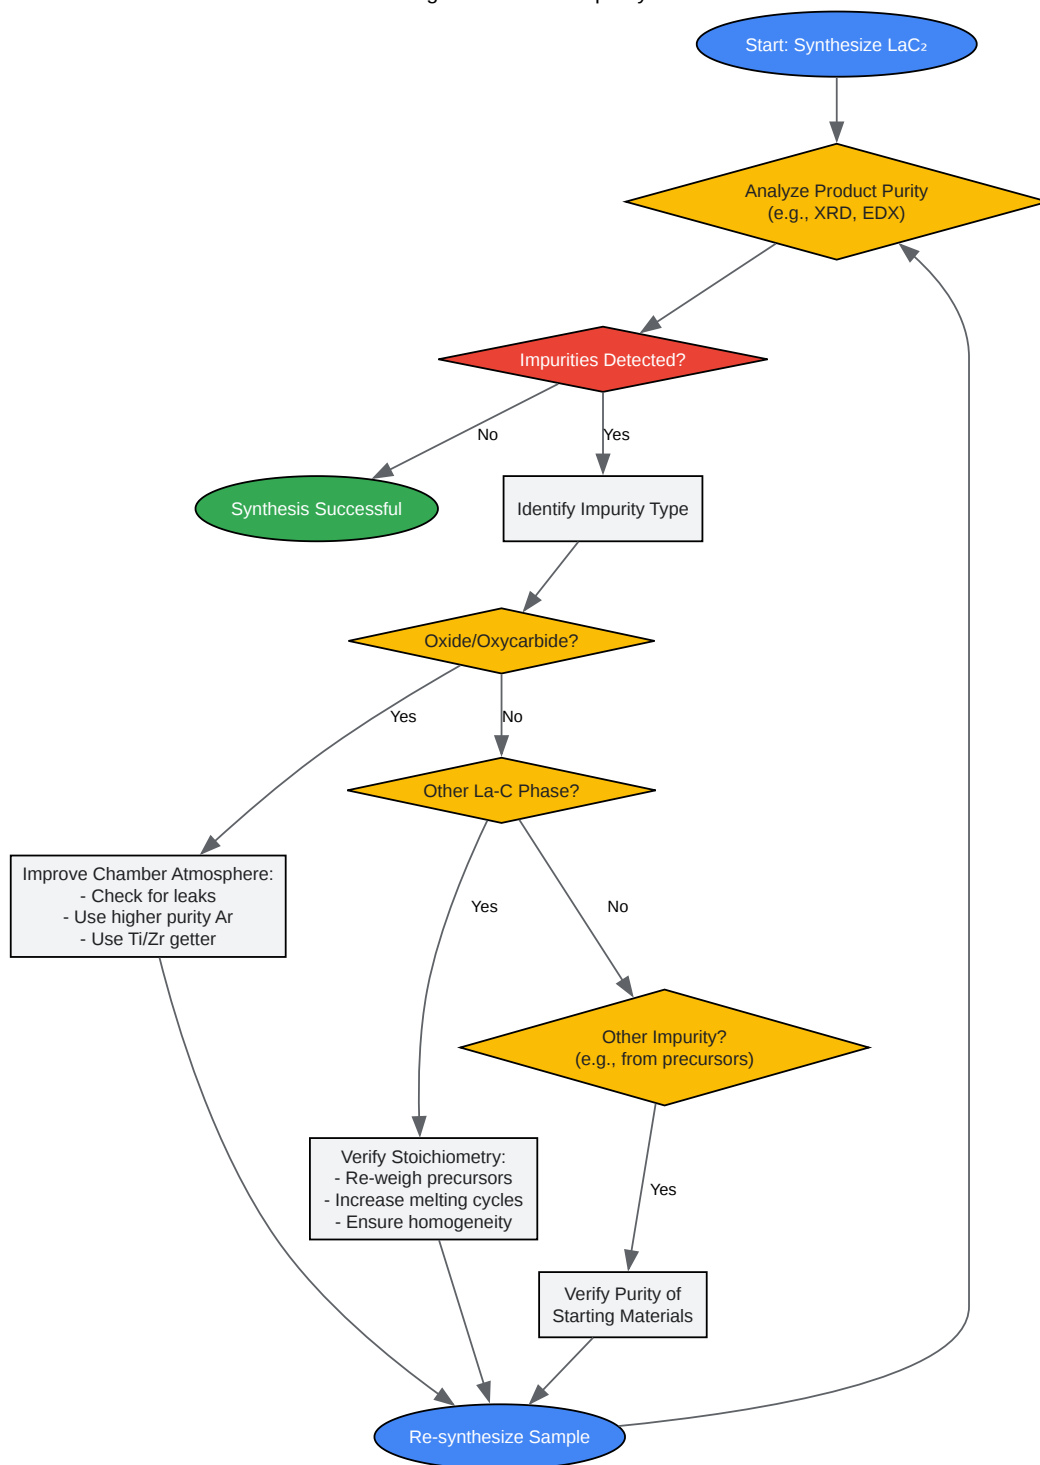 Start: Synthesize LaC₂
Analyze Product Purity
(e.g., XRD, EDX)
Impurities Detected?
No
Yes
Synthesis Successful
Identify Impurity Type
Oxide/Oxycarbide?
Yes
No
Other La-C Phase?
Improve Chamber Atmosphere:
- Check for leaks
- Use higher purity Ar
- Use Ti/Zr getter
Yes
No
Other Impurity?
(e.g., from precursors)
Verify Stoichiometry:
- Re-weigh precursors
- Increase melting cycles
- Ensure homogeneity
Yes
Verify Purity of
Starting Materials
Re-synthesize Sample